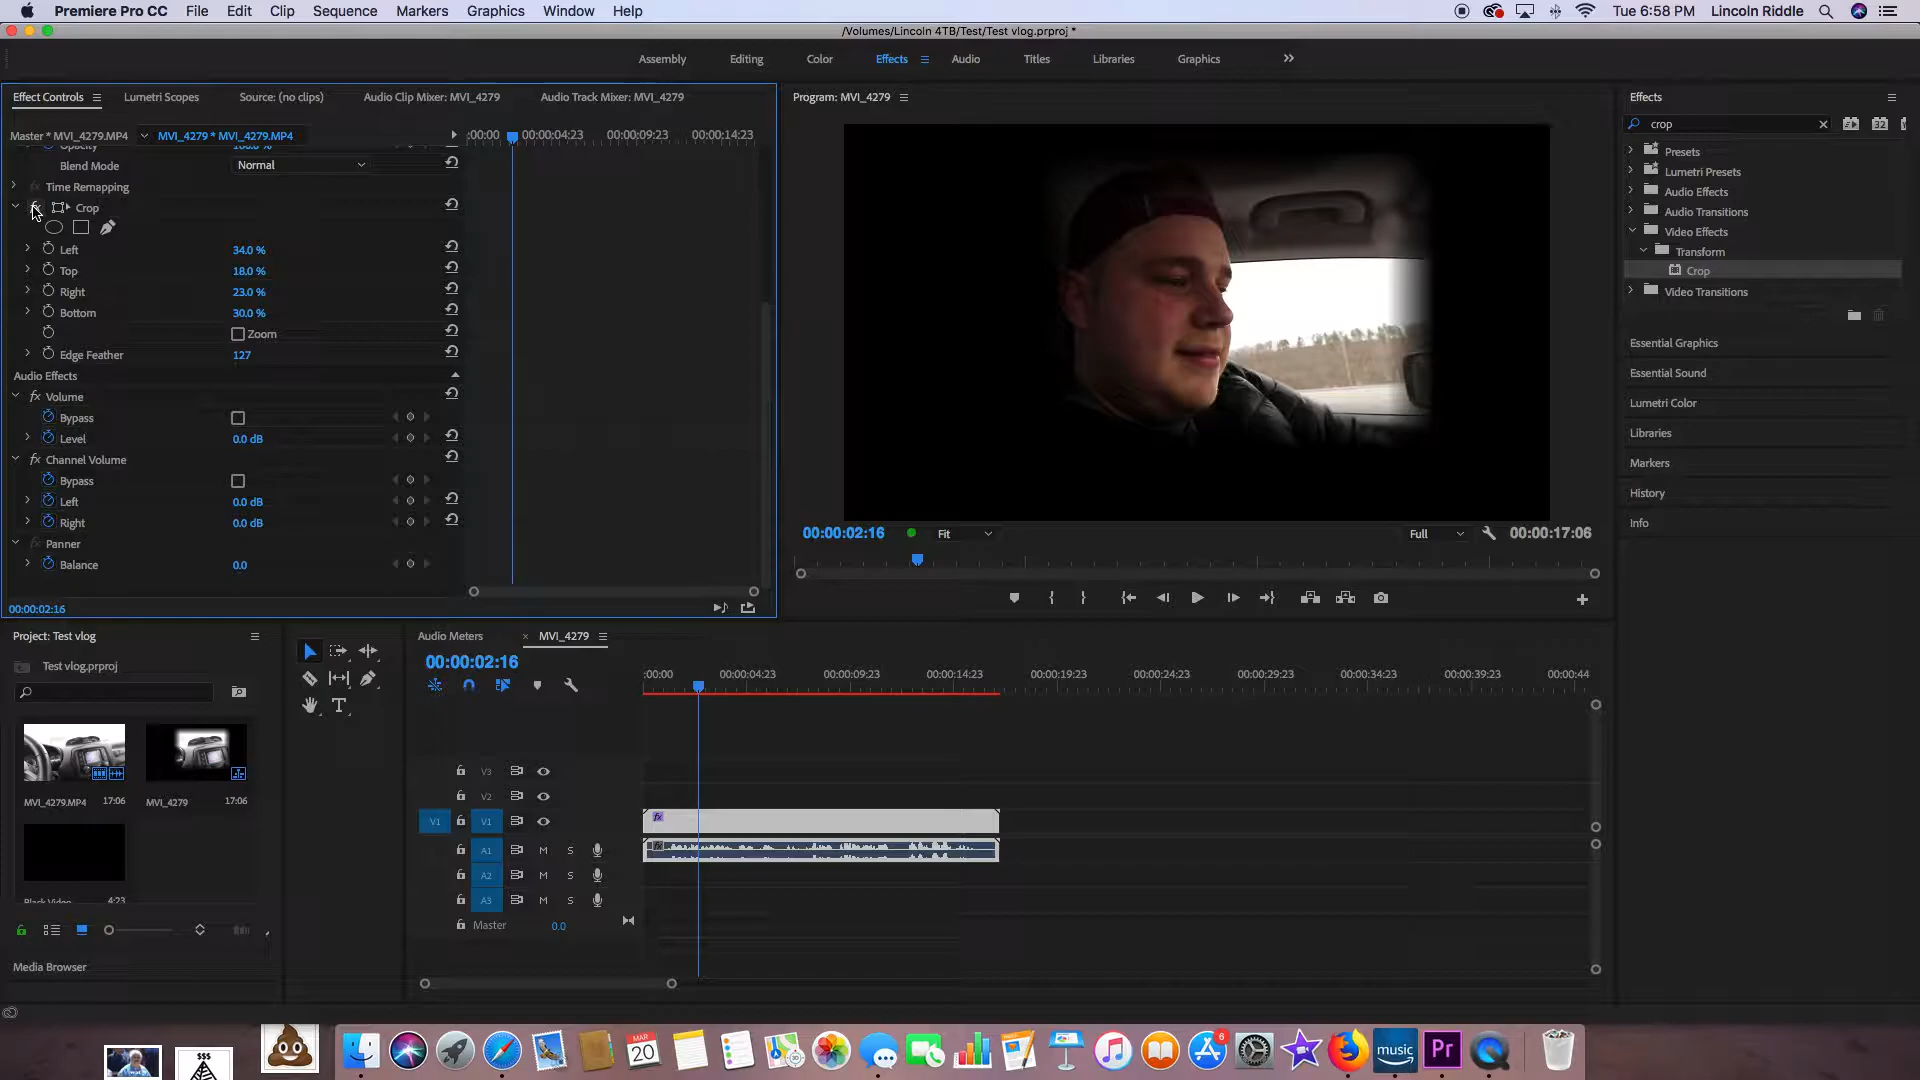 Premiere Pro CC File Edit Clip Sequence Markers Graphics Window Help Tue 6:58 PM Lincoln Riddle
/Volumes/Lincoln 4TB/Test/Test vlog.prproj *
Assembly Editing Color Effects Audio Titles Libraries Graphics
Effect Controls Lumetri Scopes Source: (no clips) Audio Clip Mixer: MVI_4279 Audio Track Mixer: MVI_4279
Master * MVI_4279.MP4 MVI_4279 * MVI_4279.MP4
:00:00 00:00:04:23 00:00:09:23 00:00:14:23
Opacity 100.0 %
Blend Mode Normal
Time Remapping
fx Crop
Left 34.0 %
Top 18.0 %
Right 23.0 %
Bottom 30.0 %
Zoom
Edge Feather 127
Audio Effects
fx Volume
Bypass
Level 0.0 dB
fx Channel Volume
Bypass
Left 0.0 dB
Right 0.0 dB
Panner
Balance 0.0
00:00:02:16
Program: MVI_4279
00:00:02:16 Fit Full 00:00:17:06
Effects
crop
32
Presets
Lumetri Presets
Audio Effects
Audio Transitions
Video Effects
Transform
Crop
Video Transitions
Essential Graphics
Essential Sound
Lumetri Color
Libraries
Markers
History
Info
Project: Test vlog
Test vlog.prproj
MVI_4279.MP4 17:06 MVI_4279 17:06
Black Video 4:23
Media Browser
T
Audio Meters × MVI_4279
00:00:02:16
:00:00 00:00:04:23 00:00:09:23 00:00:14:23 00:00:19:23 00:00:24:23 00:00:29:23 00:00:34:23 00:00:39:23 00:00:44
V3
V2
V1 V1 fx
A1 M S fx
A2 M S
A3 M S
Master 0.0
$$$
MAR
20
6
music
Pr